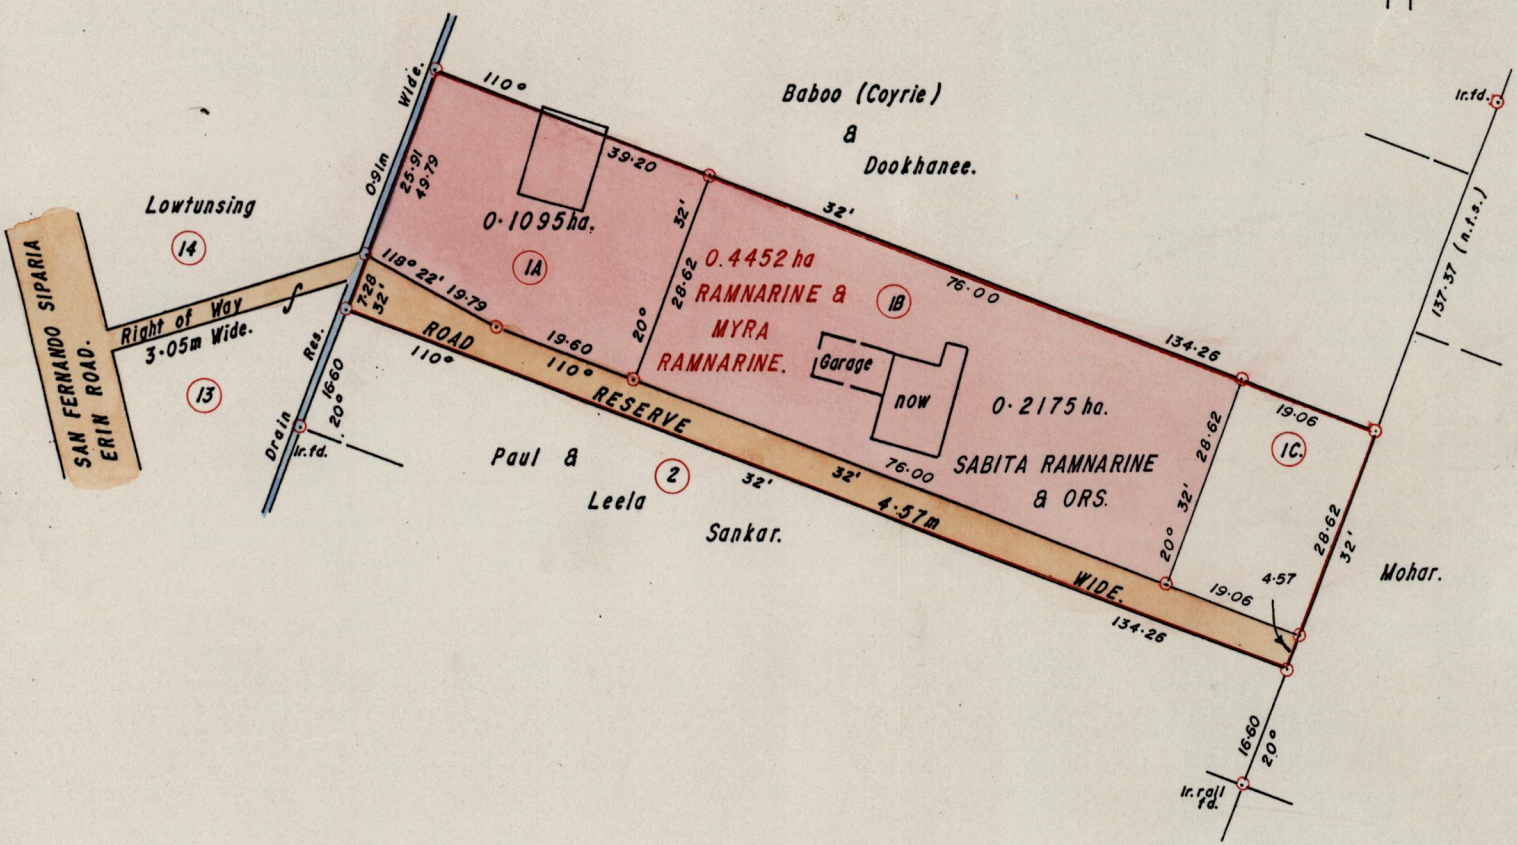 Baboo (Coyrie)
&
Dookhanee.
110°
39·20
32'
76·00
134·26
19·06
Ir.fd.
137·37 (n.t.s.)
0·91m
Wide.
25·91
49·79
Lowtunsing
14
0·1095ha.
1A
118° 22' 19·79
7·28
32'
19·60
110°
32'
28·62
20°
0.4452 ha
RAMNARINE &
MYRA
RAMNARINE.
1B
Garage
now
0·2175ha.
SABITA RAMNARINE
& ORS.
28·62
32'
20°
1C.
28·62
32'
Mohar.
SAN FERNANDO SIPARIA
ERIN ROAD.
Right of Way
3·05m Wide.
13
Drain
Res.
16·60
20°
Ir.fd.
110°
ROAD
RESERVE
32'
76·00
4·57m
WIDE.
19·06
4·57
32'
134·26
Paul &
2
Leela
Sankar.
16·60
20°
Ir.rail
fd.